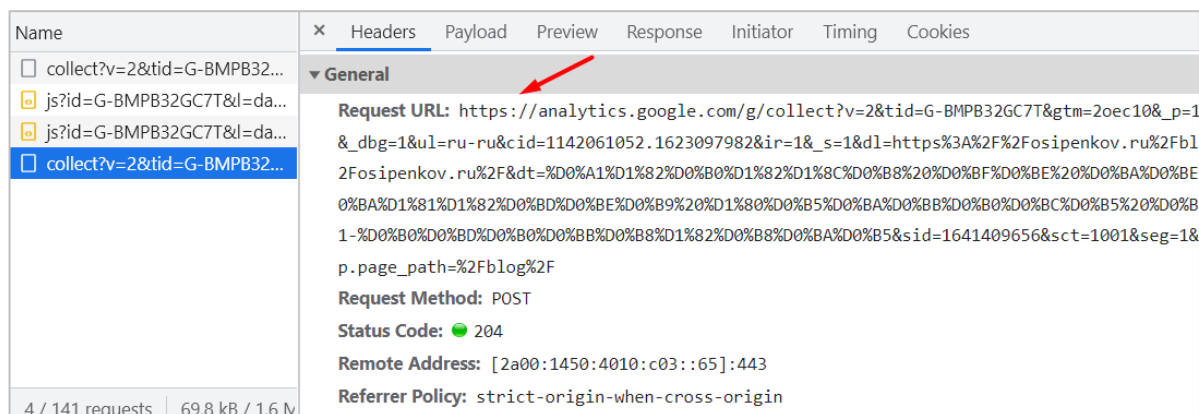 Name
collect?v=2&tid=G-BMPB32...
js?id=G-BMPB32GC7T&l=da...
js?id=G-BMPB32GC7T&l=da...
collect?v=2&tid=G-BMPB32...
4 / 141 requests 69.8 kB / 1.6 M
× Headers Payload Preview Response Initiator Timing Cookies
▼ General
Request URL: https://analytics.google.com/g/collect?v=2&tid=G-BMPB32GC7T&gtm=2oec10&_p=1
&_dbg=1&ul=ru-ru&cid=1142061052.1623097982&ir=1&_s=1&dl=https%3A%2F%2Fosipenkov.ru%2Fbl
2Fosipenkov.ru%2F&dt=%D0%A1%D1%82%D0%B0%D1%82%D1%8C%D0%B8%20%D0%BF%D0%BE%20%D0%BA%D0%BE
0%BA%D1%81%D1%82%D0%BD%D0%BE%D0%B9%20%D1%80%D0%B5%D0%BA%D0%BB%D0%B0%D0%BC%D0%B5%20%D0%B
1-%D0%B0%D0%BD%D0%B0%D0%BB%D0%B8%D1%82%D0%B8%D0%BA%D0%B5&sid=1641409656&sct=1001&seg=1&
p.page_path=%2Fblog%2F
Request Method: POST
Status Code: 204
Remote Address: [2a00:1450:4010:c03::65]:443
Referrer Policy: strict-origin-when-cross-origin